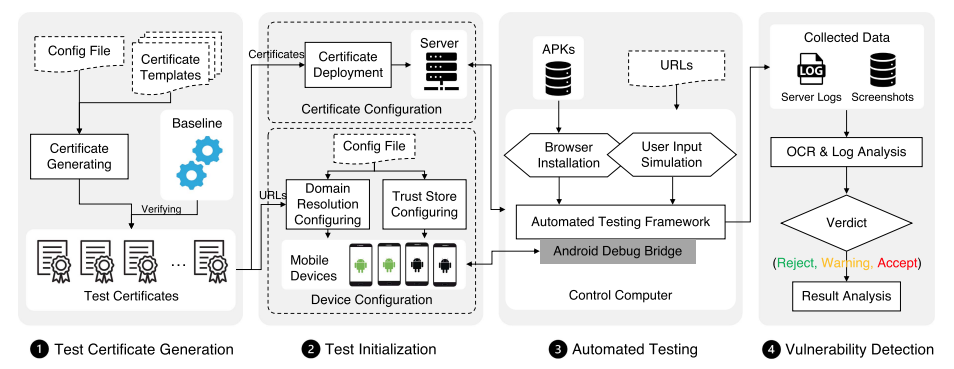 Config File
Certificate
Templates
Certificate
Generating
Baseline
Verifying
...
Test Certificates
1 Test Certificate Generation
Certificates
Certificate
Deployment
Server
Certificate Configuration
Config File
URLs
Domain
Resolution
Configuring
Trust Store
Configuring
Mobile
Devices
Device Configuration
2 Test Initialization
APKs
URLs
Browser
Installation
User Input
Simulation
Automated Testing Framework
Android Debug Bridge
Control Computer
3 Automated Testing
Collected Data
LOG
Server Logs
Screenshots
OCR & Log Analysis
Verdict
(Reject, Warning, Accept)
Result Analysis
4 Vulnerability Detection